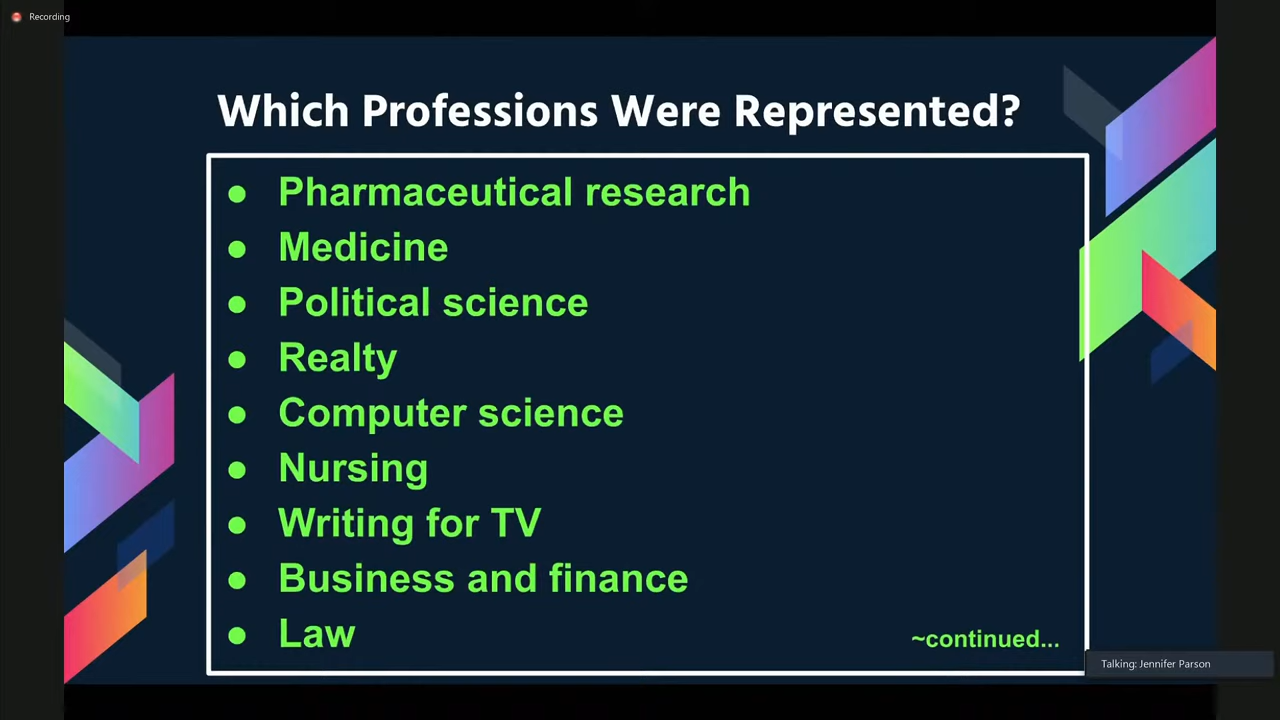 Recording
Which Professions Were Represented?
● Pharmaceutical research
● Medicine
● Political science
● Realty
● Computer science
● Nursing
● Writing for TV
● Business and finance
● Law
~continued...
Talking: Jennifer Parson